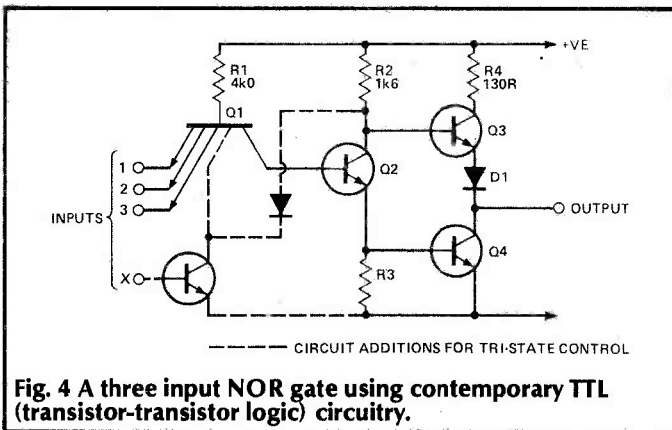 +VE
R1
4k0
R2
1k6
R4
130R
Q1
Q3
1
2
3
INPUTS
Q2
D1
OUTPUT
Q4
X
R3
CIRCUIT ADDITIONS FOR TRI-STATE CONTROL
Fig. 4 A three input NOR gate using contemporary TTL
(transistor-transistor logic) circuitry.